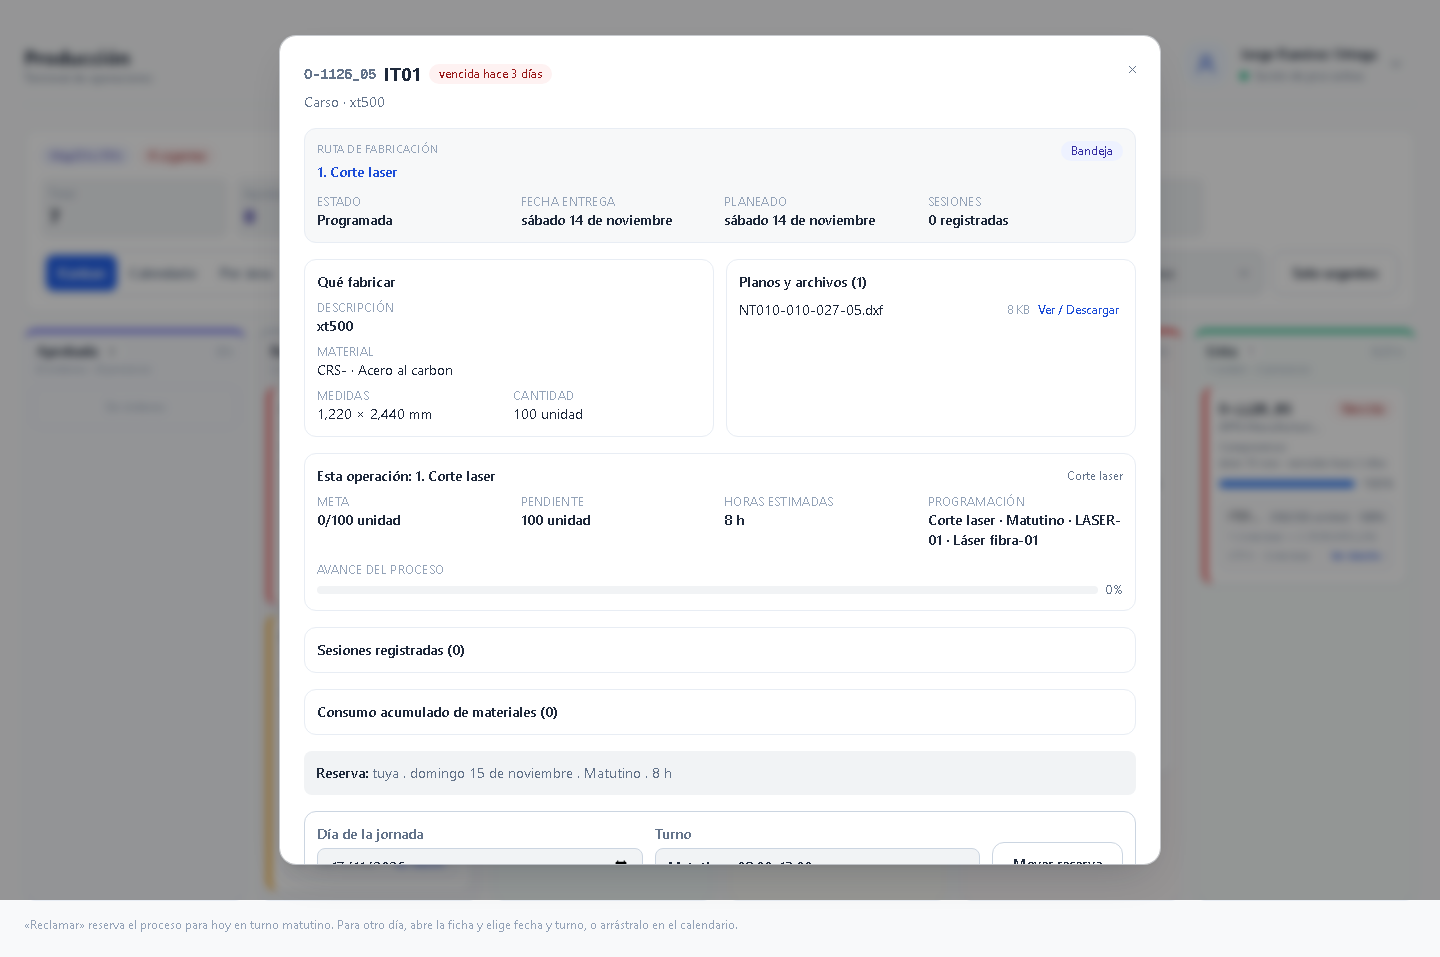 Producción
O-1126_05 IT01 vencida hace 3 días
×
Carso · xt500
RUTA DE FABRICACIÓN
Bandeja
1. Corte laser
ESTADO FECHA ENTREGA PLANEADO SESIONES
Programada sábado 14 de noviembre sábado 14 de noviembre 0 registradas
Qué fabricar
DESCRIPCIÓN
xt500
MATERIAL
CRS- · Acero al carbon
MEDIDAS CANTIDAD
1,220 × 2,440 mm 100 unidad
Planos y archivos (1)
NT010-010-027-05.dxf 8 KB Ver / Descargar
Esta operación: 1. Corte laser Corte laser
META PENDIENTE HORAS ESTIMADAS PROGRAMACIÓN
0/100 unidad 100 unidad 8 h Corte laser · Matutino · LASER-
01 · Láser fibra-01
AVANCE DEL PROCESO
0%
Sesiones registradas (0)
Consumo acumulado de materiales (0)
Reserva: tuya . domingo 15 de noviembre . Matutino . 8 h
Día de la jornada Turno
Mover reserva
«Reclamar» reserva el proceso para hoy en turno matutino. Para otro día, abre la ficha y elige fecha y turno, o arrástralo en el calendario.